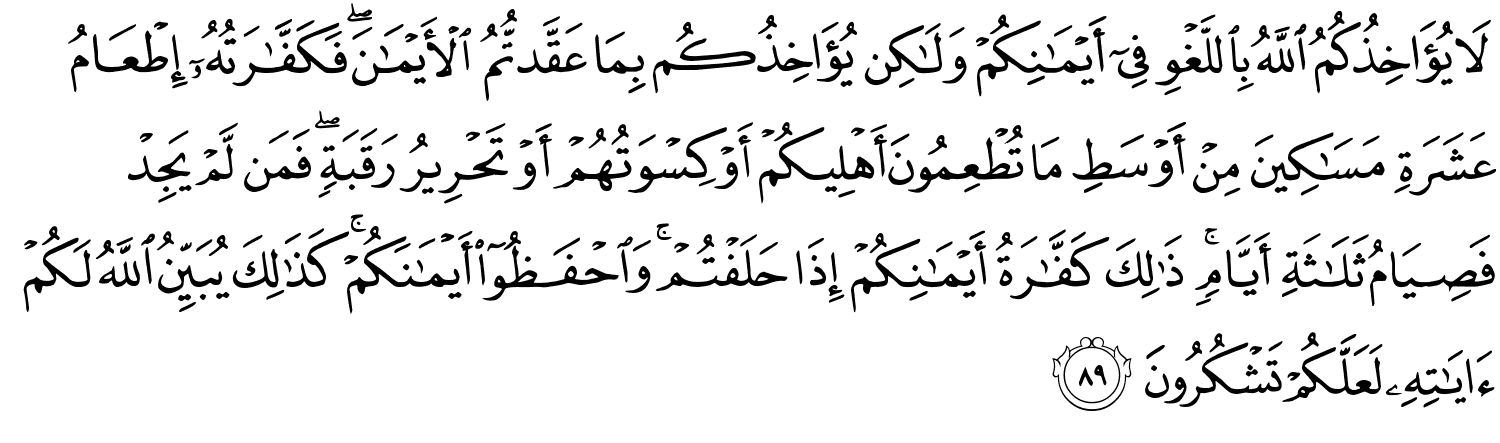 لَا يُؤَاخِذُكُمُ ٱللَّهُ بِٱللَّغْوِ فِىٓ أَيْمَـٰنِكُمْ وَلَـٰكِن يُؤَاخِذُكُم بِمَا عَقَّدتُّمُ ٱلْأَيْمَـٰنَ ۖ فَكَفَّـٰرَتُهُۥٓ إِطْعَامُ
عَشَرَةِ مَسَـٰكِينَ مِنْ أَوْسَطِ مَا تُطْعِمُونَ أَهْلِيكُمْ أَوْ كِسْوَتُهُمْ أَوْ تَحْرِيرُ رَقَبَةٍ ۖ فَمَن لَّمْ يَجِدْ
فَصِيَامُ ثَلَـٰثَةِ أَيَّامٍ ۚ ذَٰلِكَ كَفَّـٰرَةُ أَيْمَـٰنِكُمْ إِذَا حَلَفْتُمْ ۚ وَٱحْفَظُوٓا۟ أَيْمَـٰنَكُمْ ۚ كَذَٰلِكَ يُبَيِّنُ ٱللَّهُ لَكُمْ
ءَايَـٰتِهِۦ لَعَلَّكُمْ تَشْكُرُونَ ٨٩